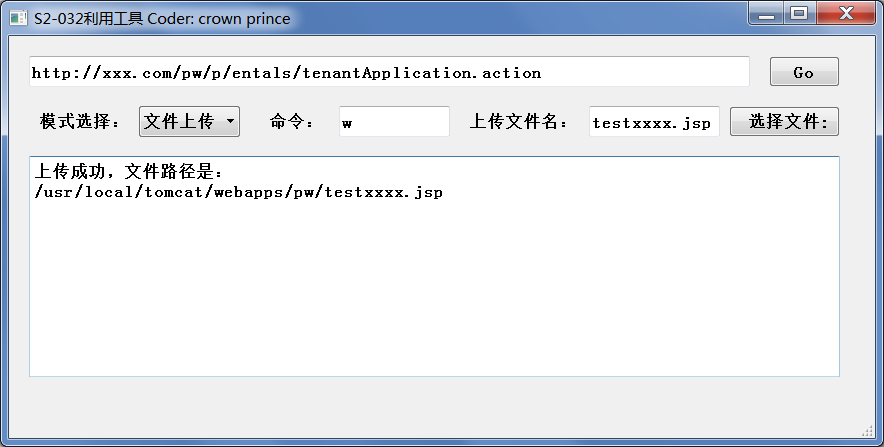 S2-032利用工具 Coder: crown prince
http://xxx.com/pw/p/entals/tenantApplication.action Go
模式选择： 文件上传 命令： w 上传文件名： testxxxx.jsp 选择文件:
上传成功，文件路径是：
/usr/local/tomcat/webapps/pw/testxxxx.jsp